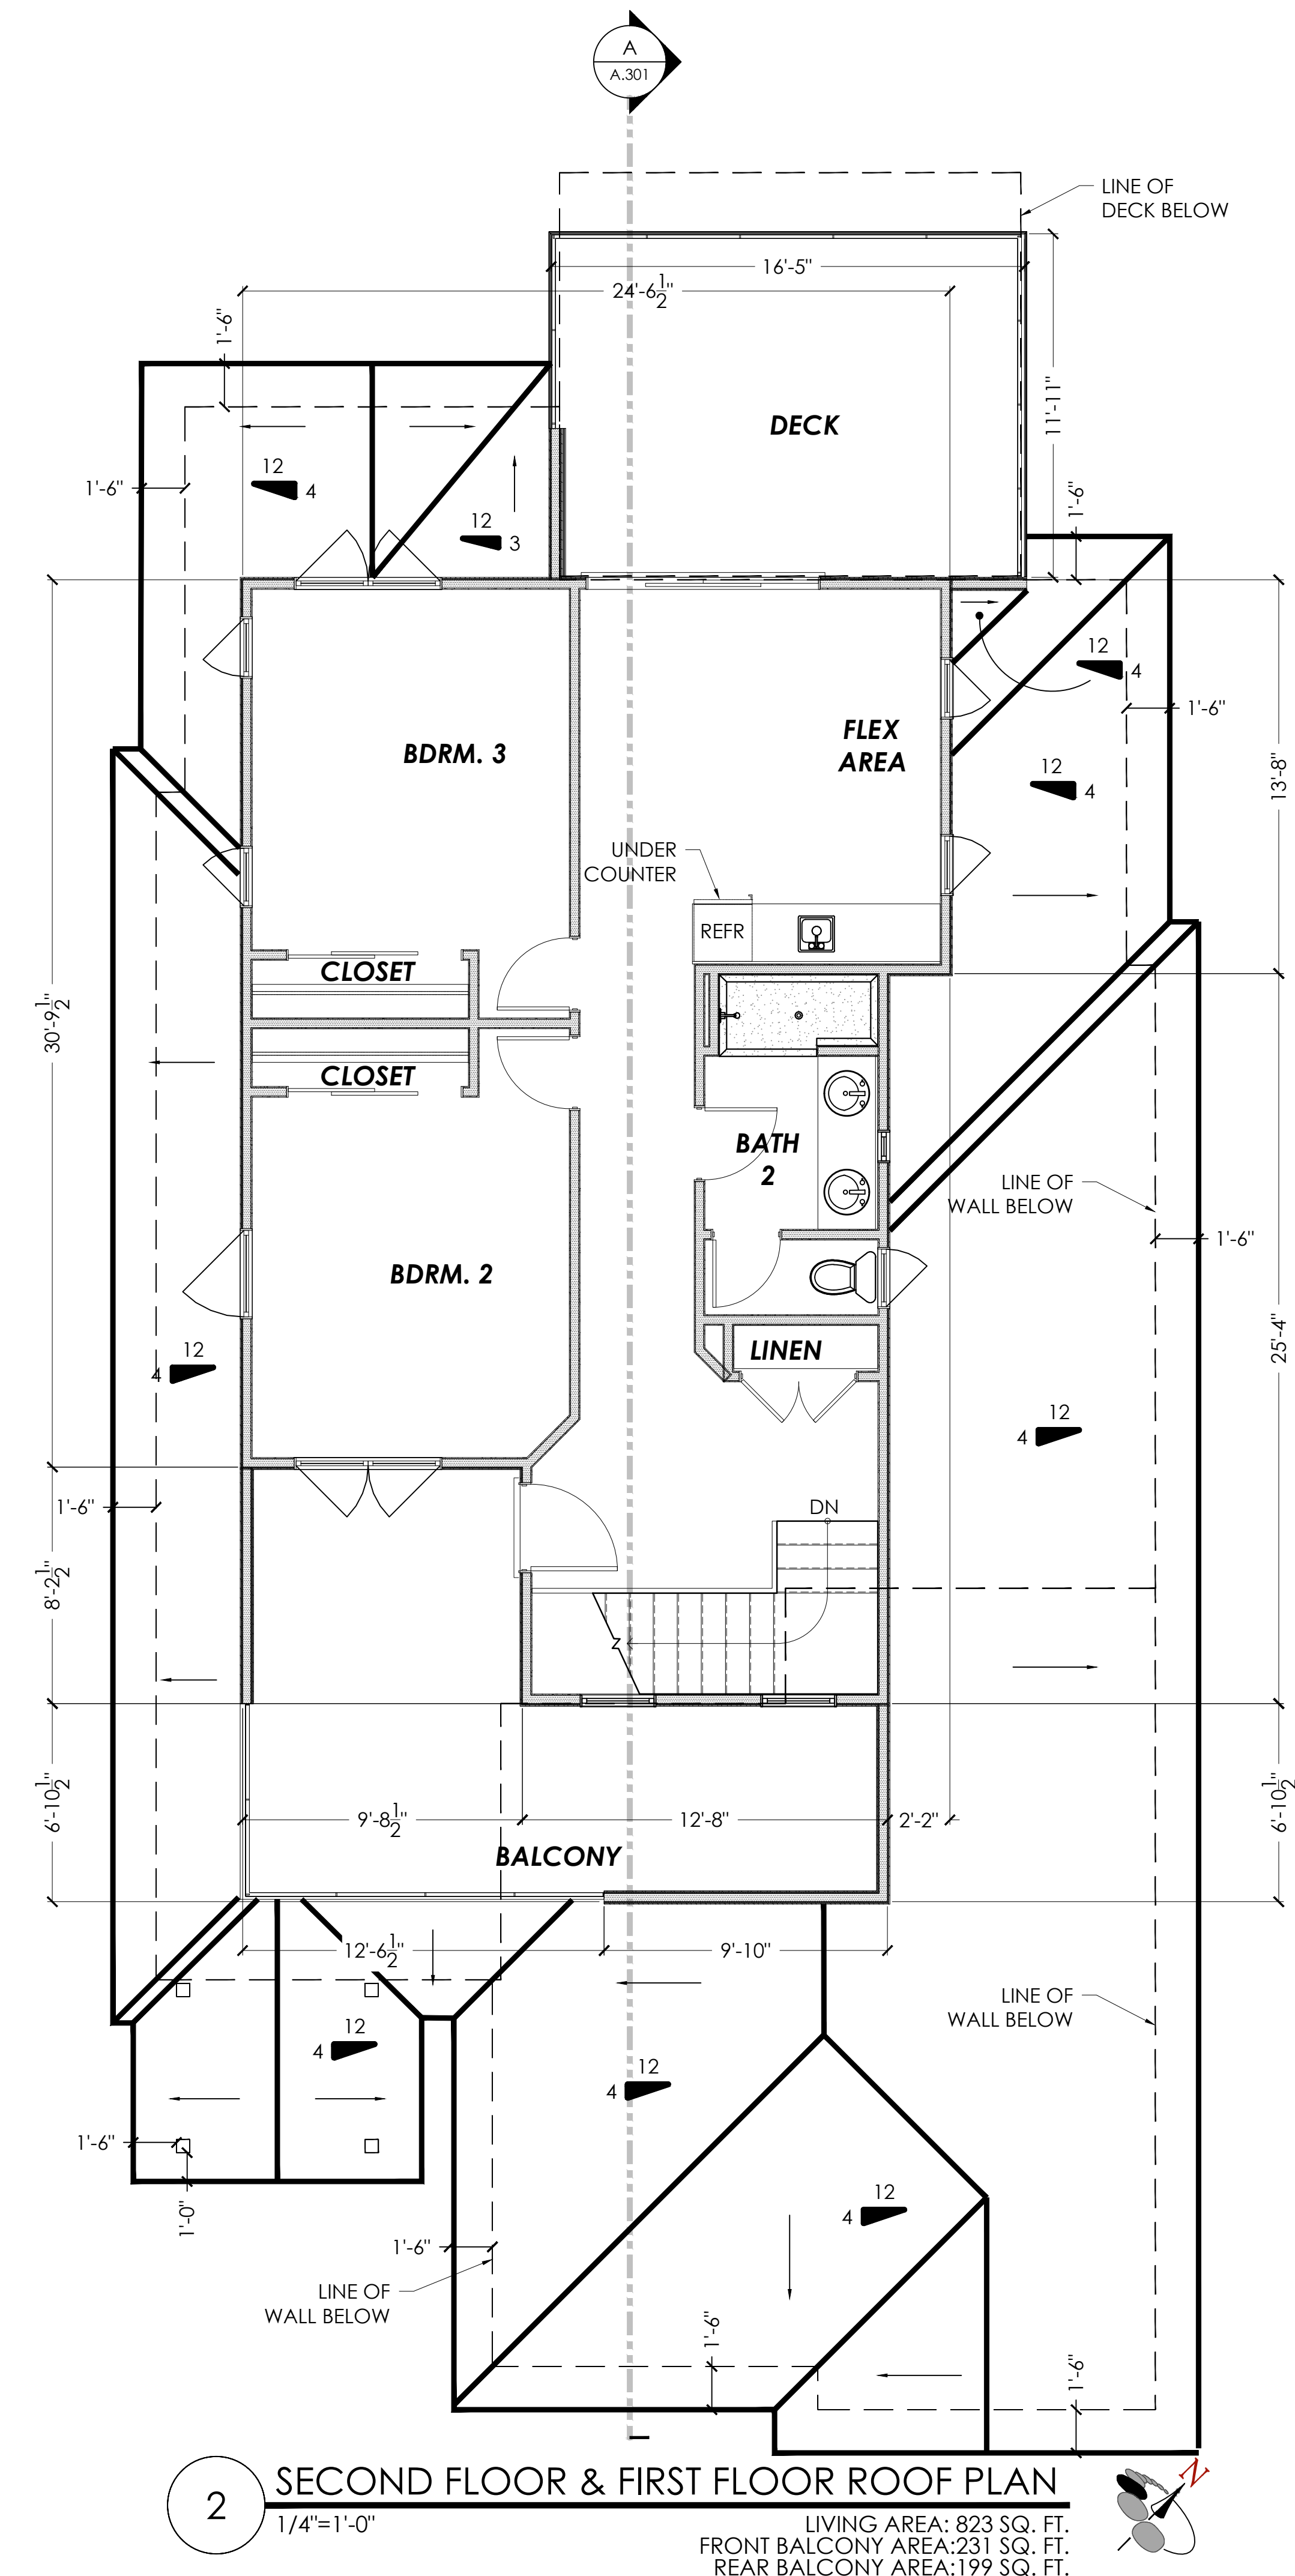 A
A.301
LINE OF
DECK BELOW
16'-5"
24'-6 1/2"
1'-6"
11'-11"
DECK
12
4
1'-6"
12
3
1'-6"
12
4
1'-6"
BDRM. 3
FLEX
AREA
12
4
13'-8"
UNDER
COUNTER
REFR
CLOSET
CLOSET
30'-9 1/2"
BATH
2
LINE OF
WALL BELOW
1'-6"
BDRM. 2
LINEN
25'-4"
12
4
12
4
1'-6"
DN
8'-2 1/2"
Z
6'-10 1/2"
9'-8 1/2"
12'-8"
2'-2"
6'-10 1/2"
BALCONY
12'-6 1/2"
9'-10"
LINE OF
WALL BELOW
12
4
12
4
1'-6"
1'-0"
12
4
1'-6"
LINE OF
WALL BELOW
1'-6"
1'-6"
2
SECOND FLOOR & FIRST FLOOR ROOF PLAN
1/4"=1'-0"
N
LIVING AREA: 823 SQ. FT.
FRONT BALCONY AREA:231 SQ. FT.
REAR BALCONY AREA:199 SQ. FT.